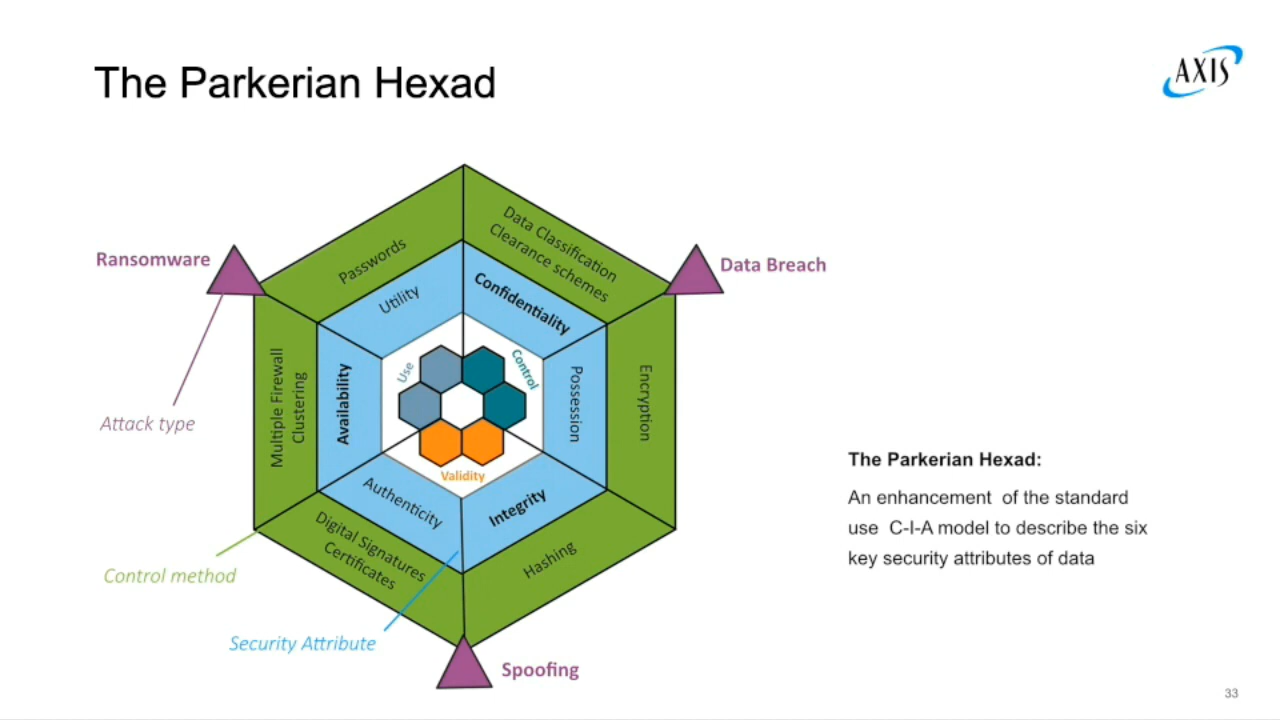 The Parkerian Hexad
AXIS
Ransomware
Data Breach
Passwords
Data Classification
Clearance schemes
Utility
Confidentiality
Multiple Firewall
Clustering
Availability
Use
Control
Possession
Encryption
Validity
Authenticity
Integrity
Digital Signatures
Certificates
Hashing
Attack type
Control method
Security Attribute
Spoofing
The Parkerian Hexad:
An enhancement of the standard
use C-I-A model to describe the six
key security attributes of data
33